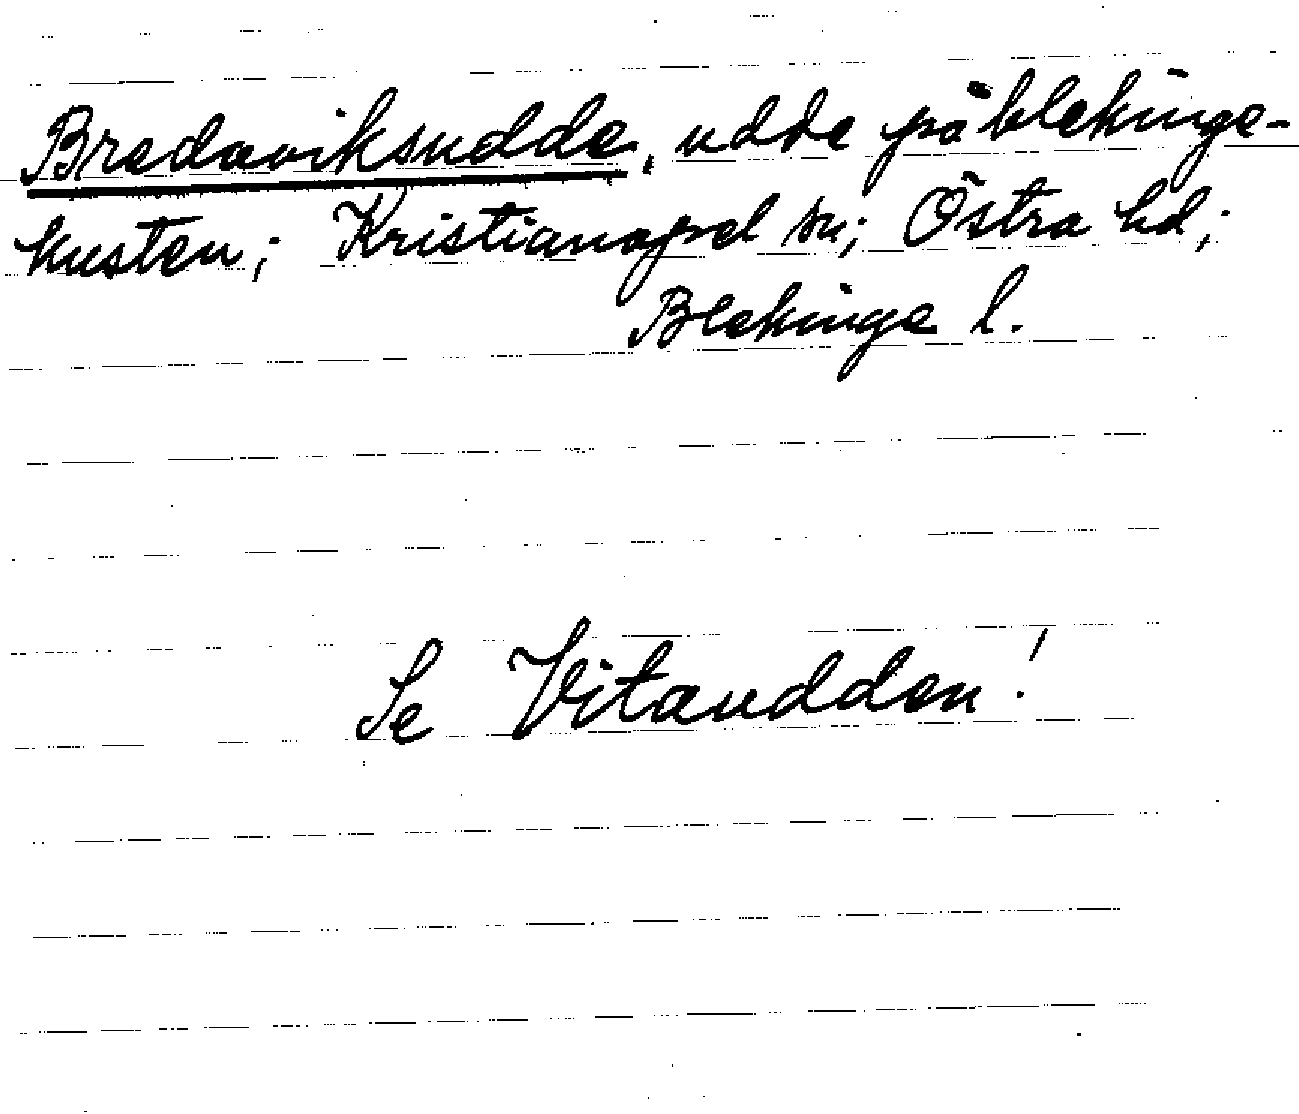 Bredaviksudde, udde på blekinge-
kusten; Kristianopel sn; Östra hd;
Blekinge l.
Se Vitaudden!